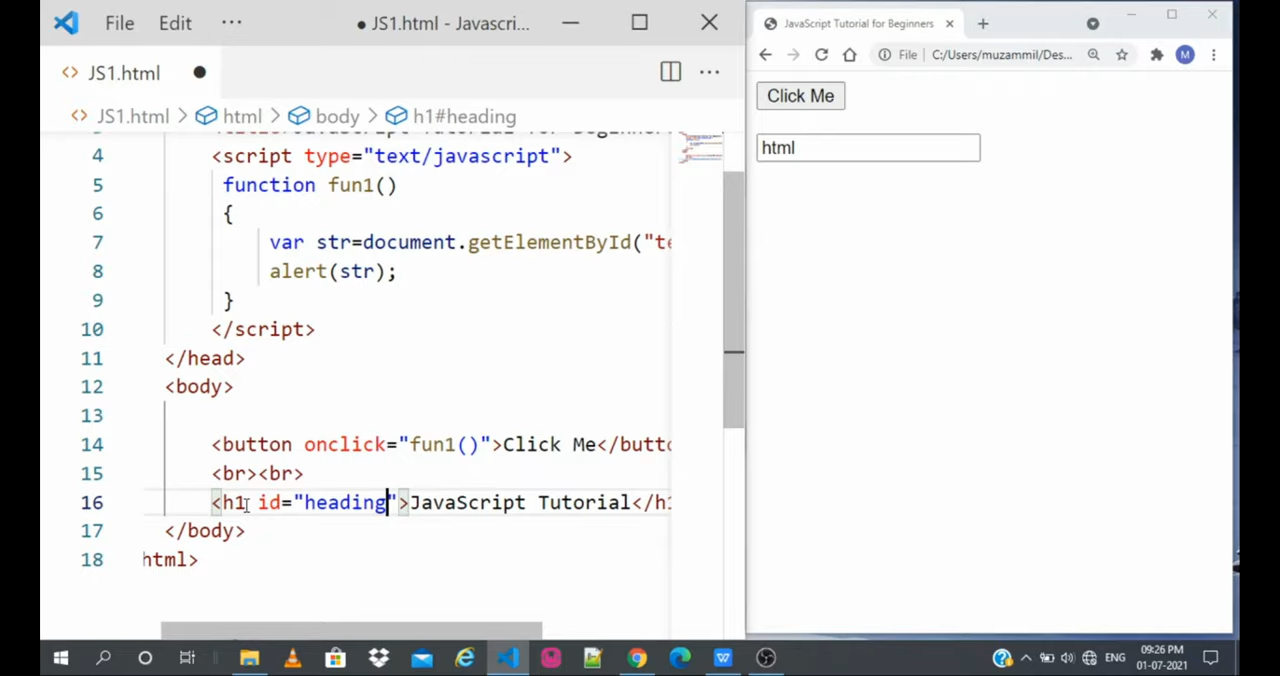 File Edit ··· ● JS1.html - Javascri...
JS1.html ●
JS1.html > html > body > h1#heading
4 <script type="text/javascript">
5 function fun1()
6 {
7 var str=document.getElementById("te
8 alert(str);
9 }
10 </script>
11 </head>
12 <body>
13
14 <button onclick="fun1()">Click Me</butto
15 <br><br>
16 <h1 id="heading">JavaScript Tutorial</h1
17 </body>
18 html>
JavaScript Tutorial for Beginners
File C:/Users/muzammil/Des... M
Click Me
html
ENG 09:26 PM
01-07-2021